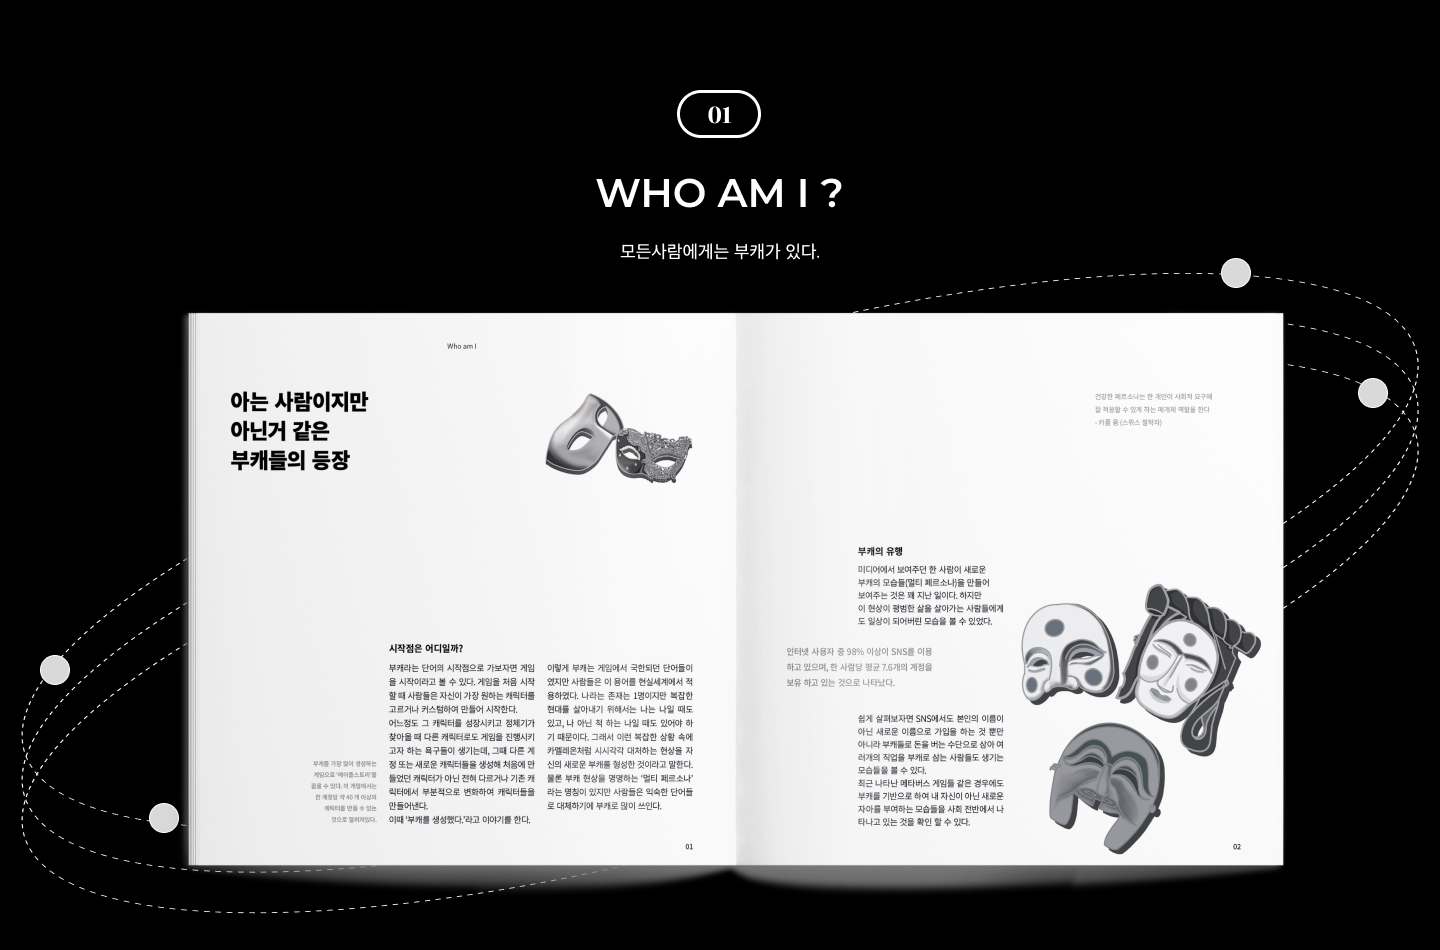 01
WHO AM I ?
모든사람에게는 부캐가 있다.
Who am I
아는 사람이지만
아닌거 같은
부캐들의 등장
시작점은 어디일까?
부캐라는 단어의 시작점으로 가보자면 게임
을 시작이라고 볼 수 있다. 게임을 처음 시작
할 때 사람들은 자신이 가장 원하는 캐릭터를
고르거나 커스텀하여 만들어 시작한다.
어느정도 그 캐릭터를 성장시키고 정체기가
찾아올 때 다른 캐릭터로도 게임을 진행시키
고자 하는 욕구들이 생기는데, 그때 다른 계
정 또는 새로운 캐릭터들을 생성해 처음에 만
들었던 캐릭터가 아닌 전혀 다르거나 기존 캐
릭터에서 부분적으로 변화하여 캐릭터들을
만들어낸다.
이때 '부캐를 생성했다.'라고 이야기를 한다.
이렇게 부캐는 게임에서 국한되던 단어들이
였지만 사람들은 이 용어를 현실세계에서 적
용하였다. 나라는 존재는 1명이지만 복잡한
현대를 살아내기 위해서는 나는 나일 때도
있고, 나 아닌 척 하는 나일 때도 있어야 하
기 때문이다. 그래서 이런 복잡한 상황 속에
카멜레온처럼 시시각각 대처하는 현상을 자
신의 새로운 부캐를 형성한 것이라고 말한다.
물론 부캐 현상을 명명하는 '멀티 페르소나'
라는 명칭이 있지만 사람들은 익숙한 단어들
로 대체하기에 부캐로 많이 쓰인다.
부캐를 가장 많이 생성하는
게임으로 '메이플스토리'를
꼽을 수 있다. 이 게임에서는
한 계정당 약 40 개 이상의
캐릭터를 만들 수 있는
것으로 알려져있다.
01
건강한 페르소나는 한 개인이 사회적 요구에
잘 적응할 수 있게 하는 매개체 역할을 한다
- 카를 융 (스위스 철학자)
부캐의 유행
미디어에서 보여주던 한 사람이 새로운
부캐의 모습들(멀티 페르소나)을 만들어
보여주는 것은 꽤 지난 일이다. 하지만
이 현상이 평범한 삶을 살아가는 사람들에게
도 일상이 되어버린 모습을 볼 수 있었다.
인터넷 사용자 중 98% 이상이 SNS를 이용
하고 있으며, 한 사람당 평균 7.6개의 계정을
보유 하고 있는 것으로 나타났다.
쉽게 살펴보자면 SNS에서도 본인의 이름이
아닌 새로운 이름으로 가입을 하는 것 뿐만
아니라 부캐들로 돈을 버는 수단으로 삼아 여
러개의 직업을 부캐로 삼는 사람들도 생기는
모습들을 볼 수 있다.
최근 나타난 메타버스 게임들 같은 경우에도
부캐를 기반으로 하여 내 자신이 아닌 새로운
자아를 부여하는 모습들을 사회 전반에서 나
타나고 있는 것을 확인 할 수 있다.
02